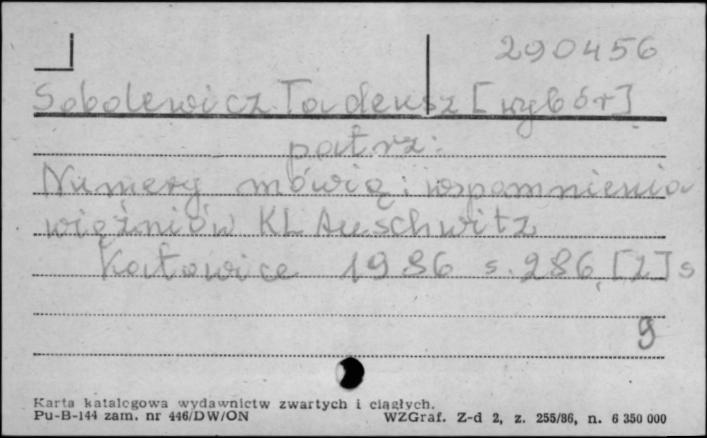 290456
Sobolewicz Tadeusz [wybór]
patrz:
Numery mówią: wspomnienia
więźniów KL Auschwitz
Katowice 1986 s. 286, [2] s
9
Karta katalogowa wydawnictw zwartych i ciągłych.
Pu-B-144 zam. nr 446/DW/ON WZGraf. Z-d 2, z. 255/86, n. 6 350 000